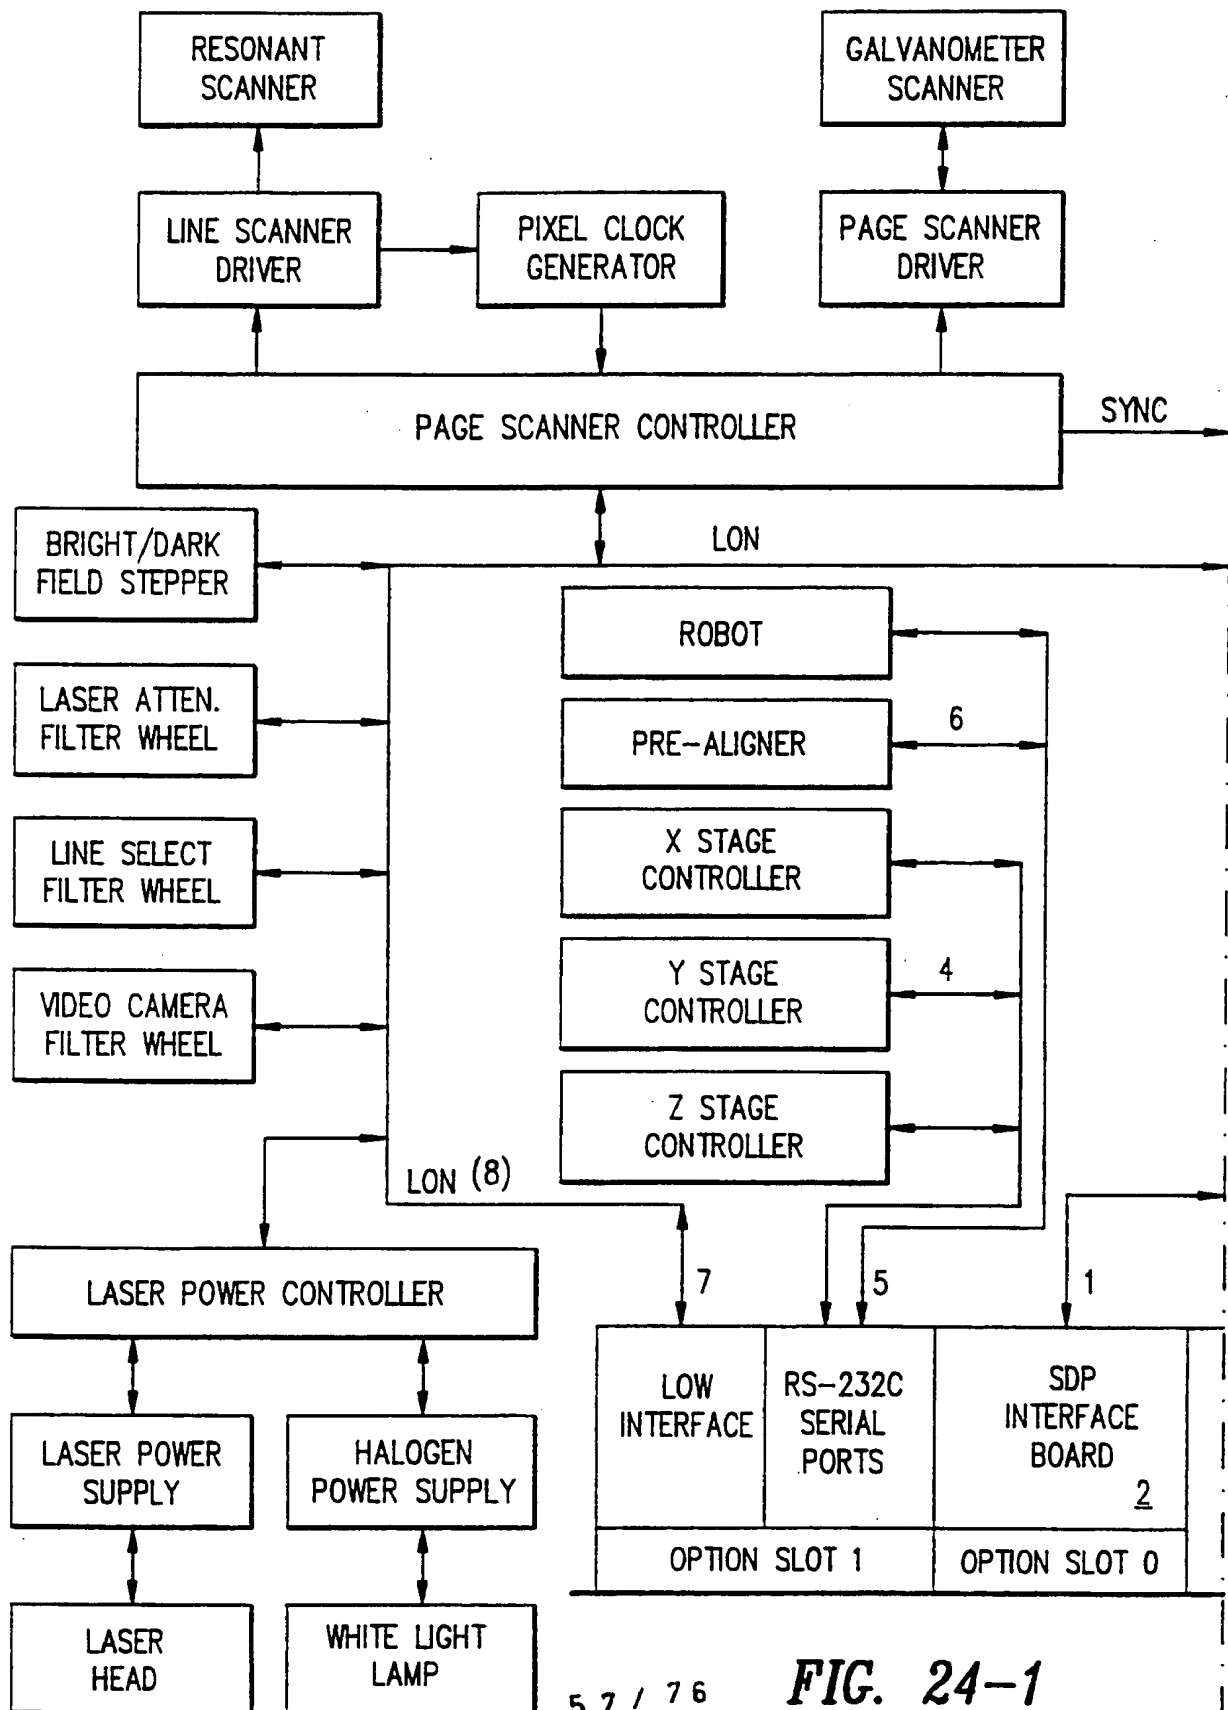 RESONANT
SCANNER
GALVANOMETER
SCANNER
LINE SCANNER
DRIVER
PIXEL CLOCK
GENERATOR
PAGE SCANNER
DRIVER
PAGE SCANNER CONTROLLER
SYNC
BRIGHT/DARK
FIELD STEPPER
LON
ROBOT
LASER ATTEN.
FILTER WHEEL
PRE-ALIGNER
6
X STAGE
CONTROLLER
LINE SELECT
FILTER WHEEL
Y STAGE
CONTROLLER
4
VIDEO CAMERA
FILTER WHEEL
Z STAGE
CONTROLLER
LON (8)
LASER POWER CONTROLLER
7
5
1
LOW
INTERFACE
RS-232C
SERIAL
PORTS
SDP
INTERFACE
BOARD
2
LASER POWER
SUPPLY
HALOGEN
POWER SUPPLY
OPTION SLOT 1
OPTION SLOT 0
LASER
HEAD
WHITE LIGHT
LAMP
57/76
FIG. 24-1